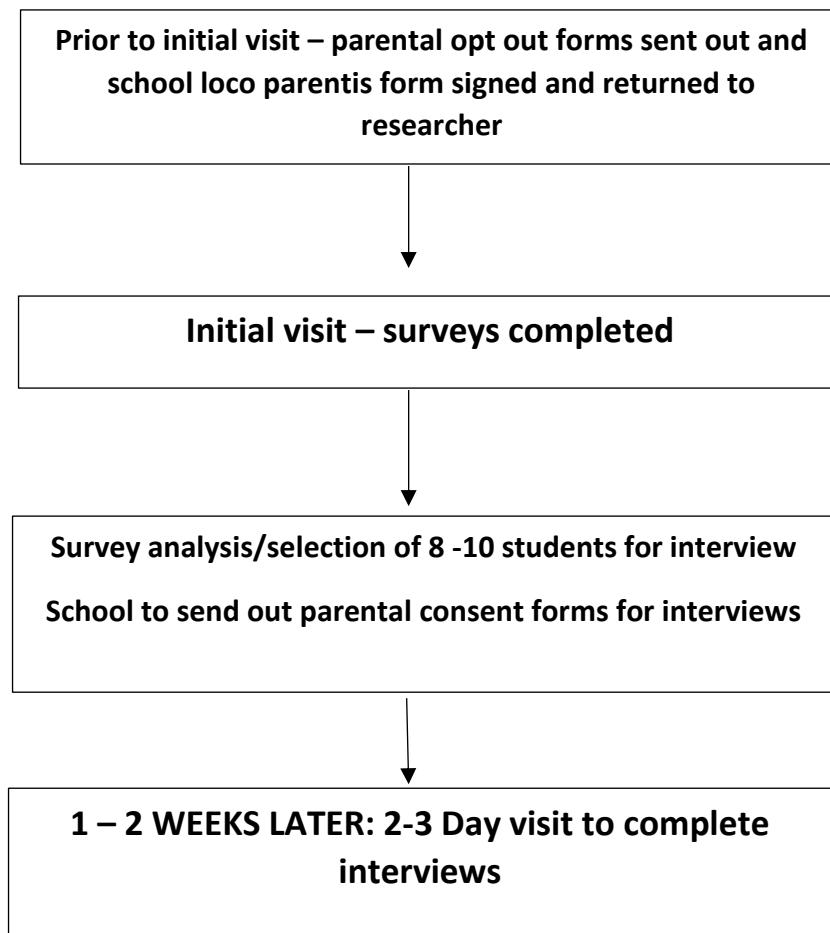 Prior to initial visit – parental opt out forms sent out and
school loco parentis form signed and returned to
researcher
Initial visit – surveys completed
Survey analysis/selection of 8 -10 students for interview
School to send out parental consent forms for interviews
1 – 2 WEEKS LATER: 2-3 Day visit to complete
interviews